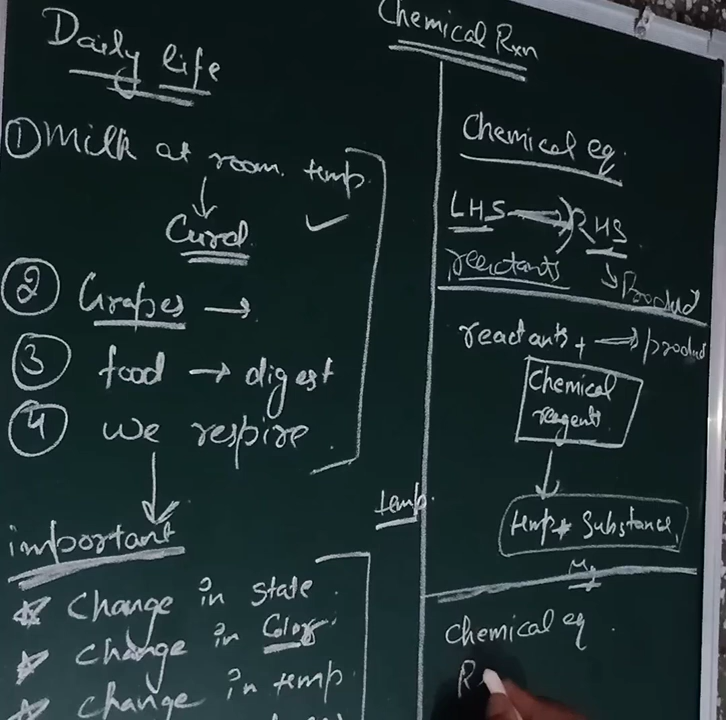 Daily life
① Milk at room temp.
Curd
② Grapes →
③ food → digest
④ we respire
important
☆ Change in state
☆ Change in Color
☆ Change in temp
Chemical Rxn
Chemical eq.
LHS → RHS
reactants
Product
reactants + → product
Chemical
reagents
temp.
temp* Substance,
Mg
Chemical eq
R